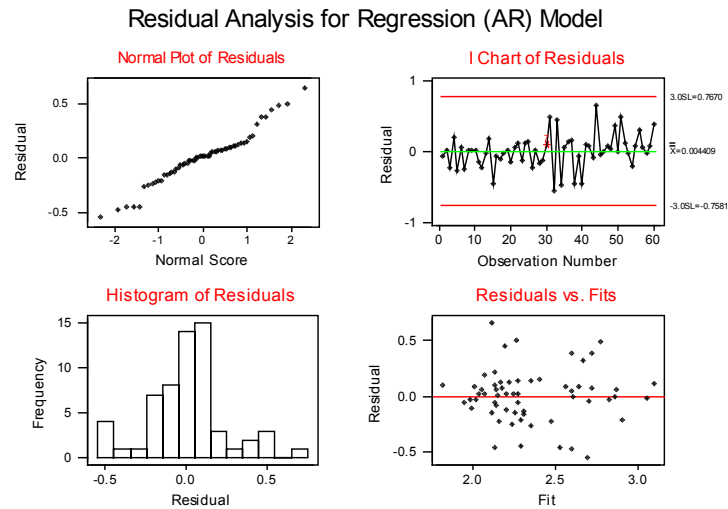 Residual Analysis for Regression (AR) Model
Normal Plot of Residuals
Residual
0.5
0.0
-0.5
-2 -1 0 1 2
Normal Score
I Chart of Residuals
Residual
1
0
-1
3.0SL=0.7670
X=0.004409
-3.0SL=-0.7581
0 10 20 30 40 50 60
Observation Number
Histogram of Residuals
Frequency
15
10
5
0
-0.5 0.0 0.5
Residual
Residuals vs. Fits
Residual
0.5
0.0
-0.5
2.0 2.5 3.0
Fit